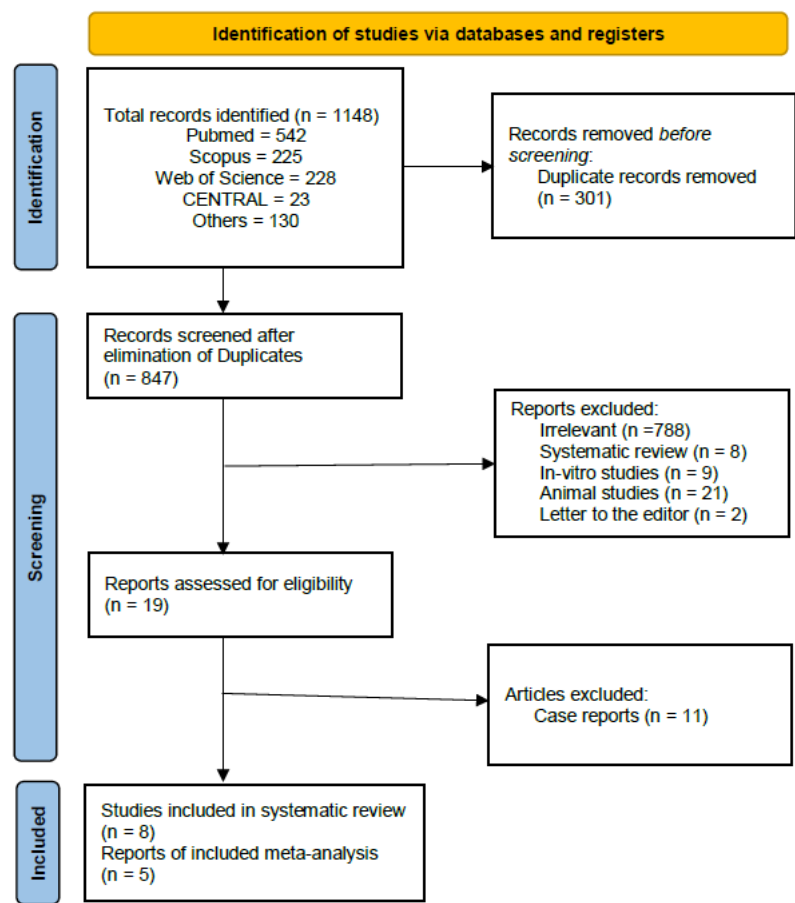 Identification of studies via databases and registers
Identification
Total records identified (n = 1148)
Pubmed = 542
Scopus = 225
Web of Science = 228
CENTRAL = 23
Others = 130
Records removed before
screening:
Duplicate records removed
(n = 301)
Screening
Records screened after
elimination of Duplicates
(n = 847)
Reports excluded:
Irrelevant (n =788)
Systematic review (n = 8)
In-vitro studies (n = 9)
Animal studies (n = 21)
Letter to the editor (n = 2)
Reports assessed for eligibility
(n = 19)
Articles excluded:
Case reports (n = 11)
Included
Studies included in systematic review
(n = 8)
Reports of included meta-analysis
(n = 5)